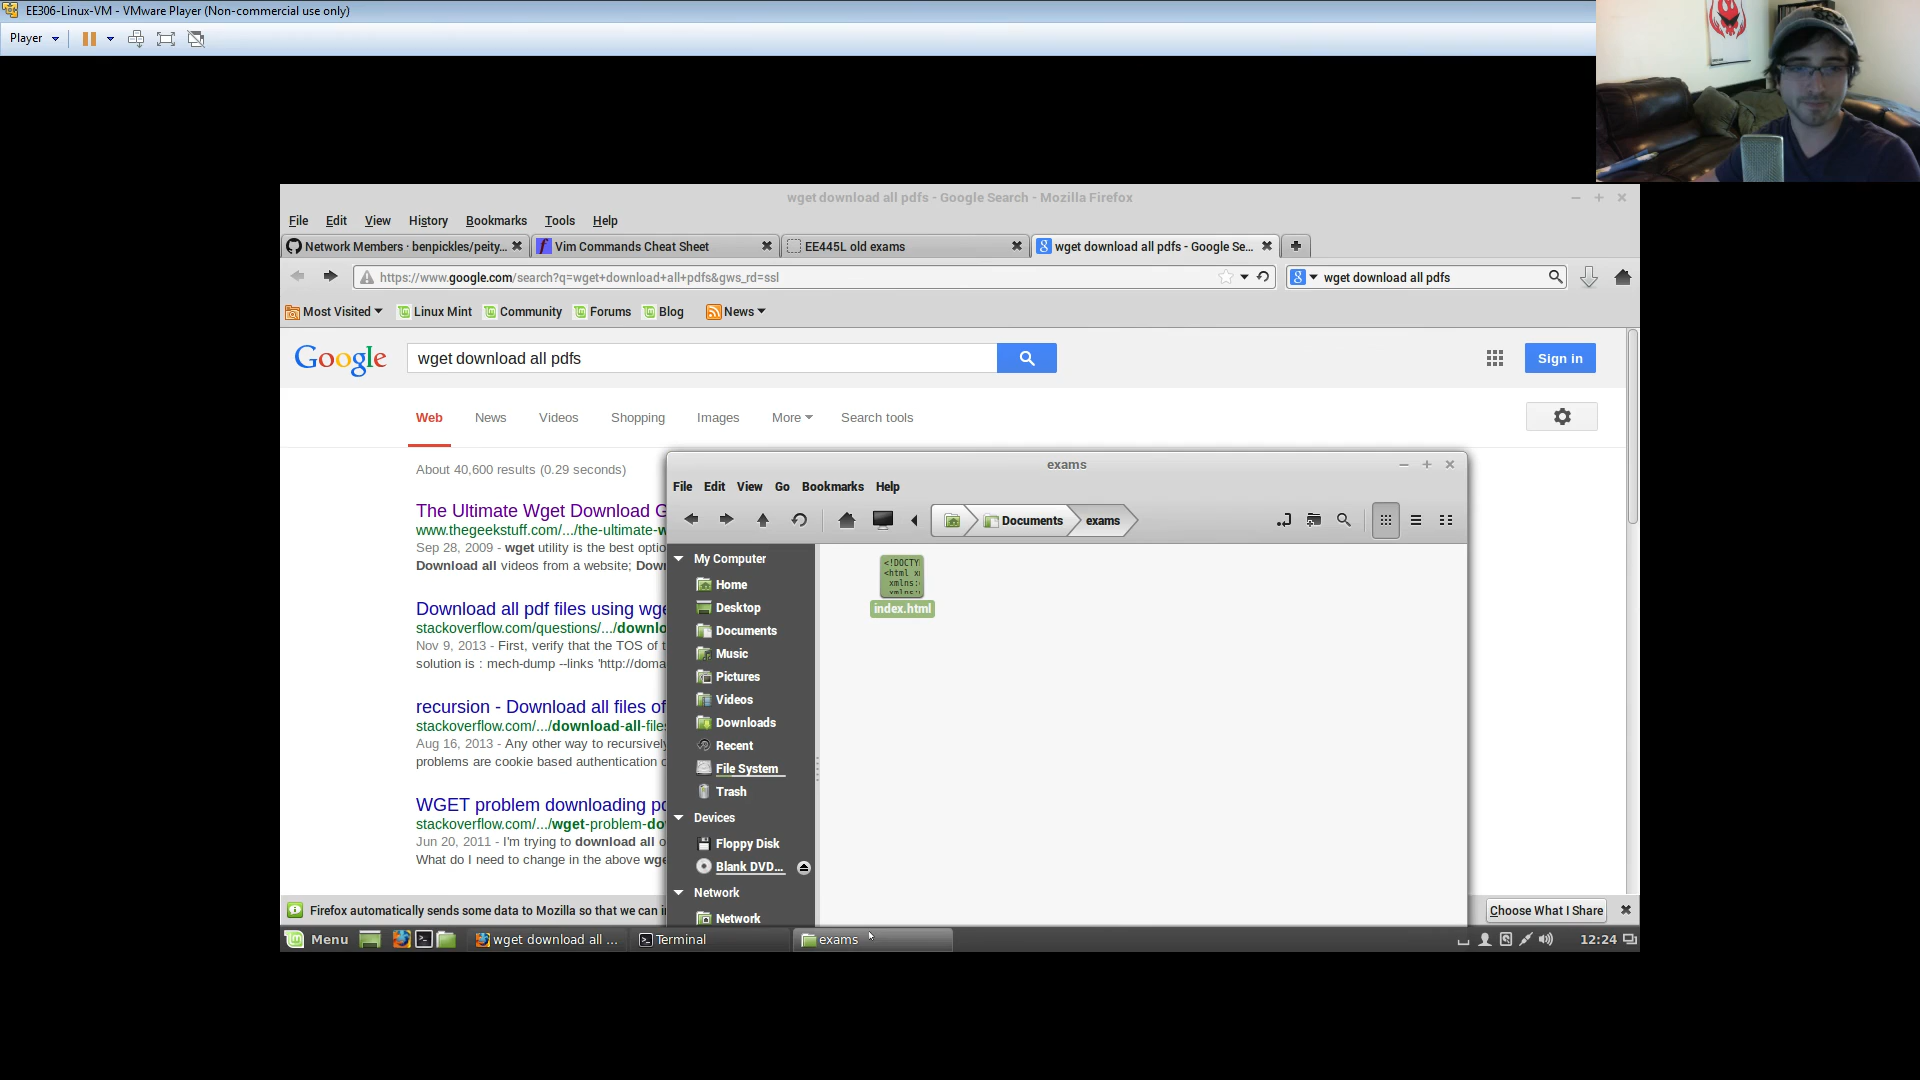 EE306-Linux-VM - VMware Player (Non-commercial use only)
Player
wget download all pdfs - Google Search - Mozilla Firefox
File Edit View History Bookmarks Tools Help
Network Members · benpickles/peity,...
Vim Commands Cheat Sheet
EE445L old exams
wget download all pdfs - Google Se...
https://www.google.com/search?q=wget+download+all+pdfs&gws_rd=ssl
wget download all pdfs
Most Visited
Linux Mint
Community
Forums
Blog
News
Google
wget download all pdfs
Sign in
Web News Videos Shopping Images More Search tools
About 40,600 results (0.29 seconds)
The Ultimate Wget Download G
www.thegeekstuff.com/.../the-ultimate-w
Sep 28, 2009 - wget utility is the best optio
Download all videos from a website; Dow
Download all pdf files using wge
stackoverflow.com/questions/.../downlo
Nov 9, 2013 - First, verify that the TOS of t
solution is : mech-dump --links 'http://doma
recursion - Download all files of
stackoverflow.com/.../download-all-files
Aug 16, 2013 - Any other way to recursively
problems are cookie based authentication o
WGET problem downloading pd
stackoverflow.com/.../wget-problem-do
Jun 20, 2011 - I'm trying to download all o
What do I need to change in the above wge
exams
File Edit View Go Bookmarks Help
Documents
exams
My Computer
Home
Desktop
Documents
Music
Pictures
Videos
Downloads
Recent
File System
Trash
Devices
Floppy Disk
Blank DVD...
Network
Network
<!DOCTY
<html x
xmlns:
index.html
Firefox automatically sends some data to Mozilla so that we can i
Choose What I Share
Menu
wget download all ...
Terminal
exams
12:24